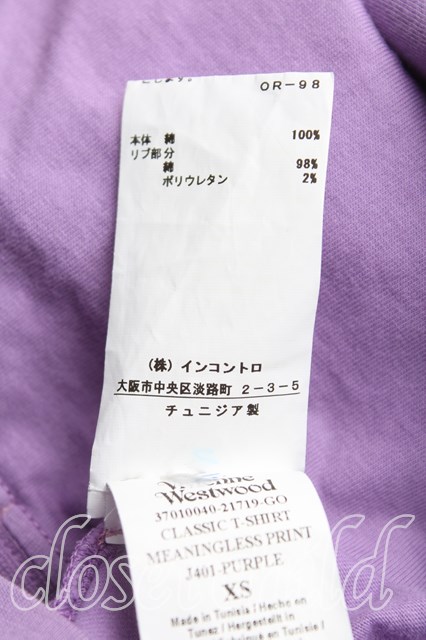 OR-98
本体 綿 100%
リブ部分
綿 98%
ポリウレタン 2%
(株) インコントロ
大阪市中央区淡路町 2-3-5
チュニジア製
Vivienne
Westwood
37010040-21719-GO
CLASSIC T-SHIRT
MEANINGLESS PRINT
J401-PURPLE
XS
Made in Tunisia / Hecho en
Tunez / Hergestellt in